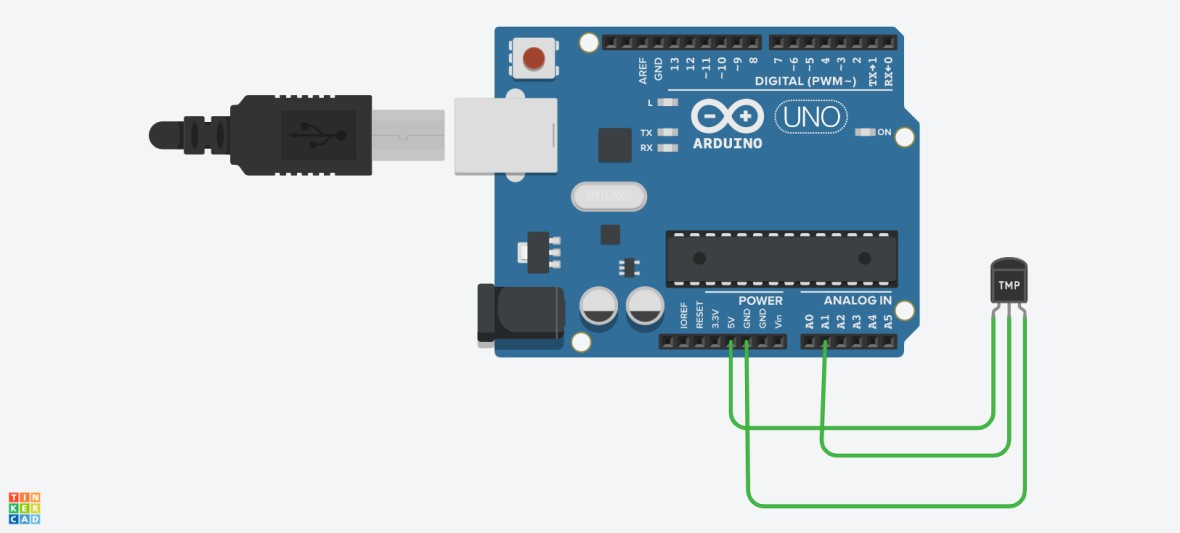 AREF
GND
13
12
~11
~10
~9
8
7
~6
~5
4
~3
2
TX→1
RX←0
DIGITAL (PWM~)
L
TX
RX
ARDUINO
UNO
ON
TMP
POWER
ANALOG IN
IOREF
RESET
3.3V
5V
GND
GND
Vin
A0
A1
A2
A3
A4
A5
TIN
KER
CAD